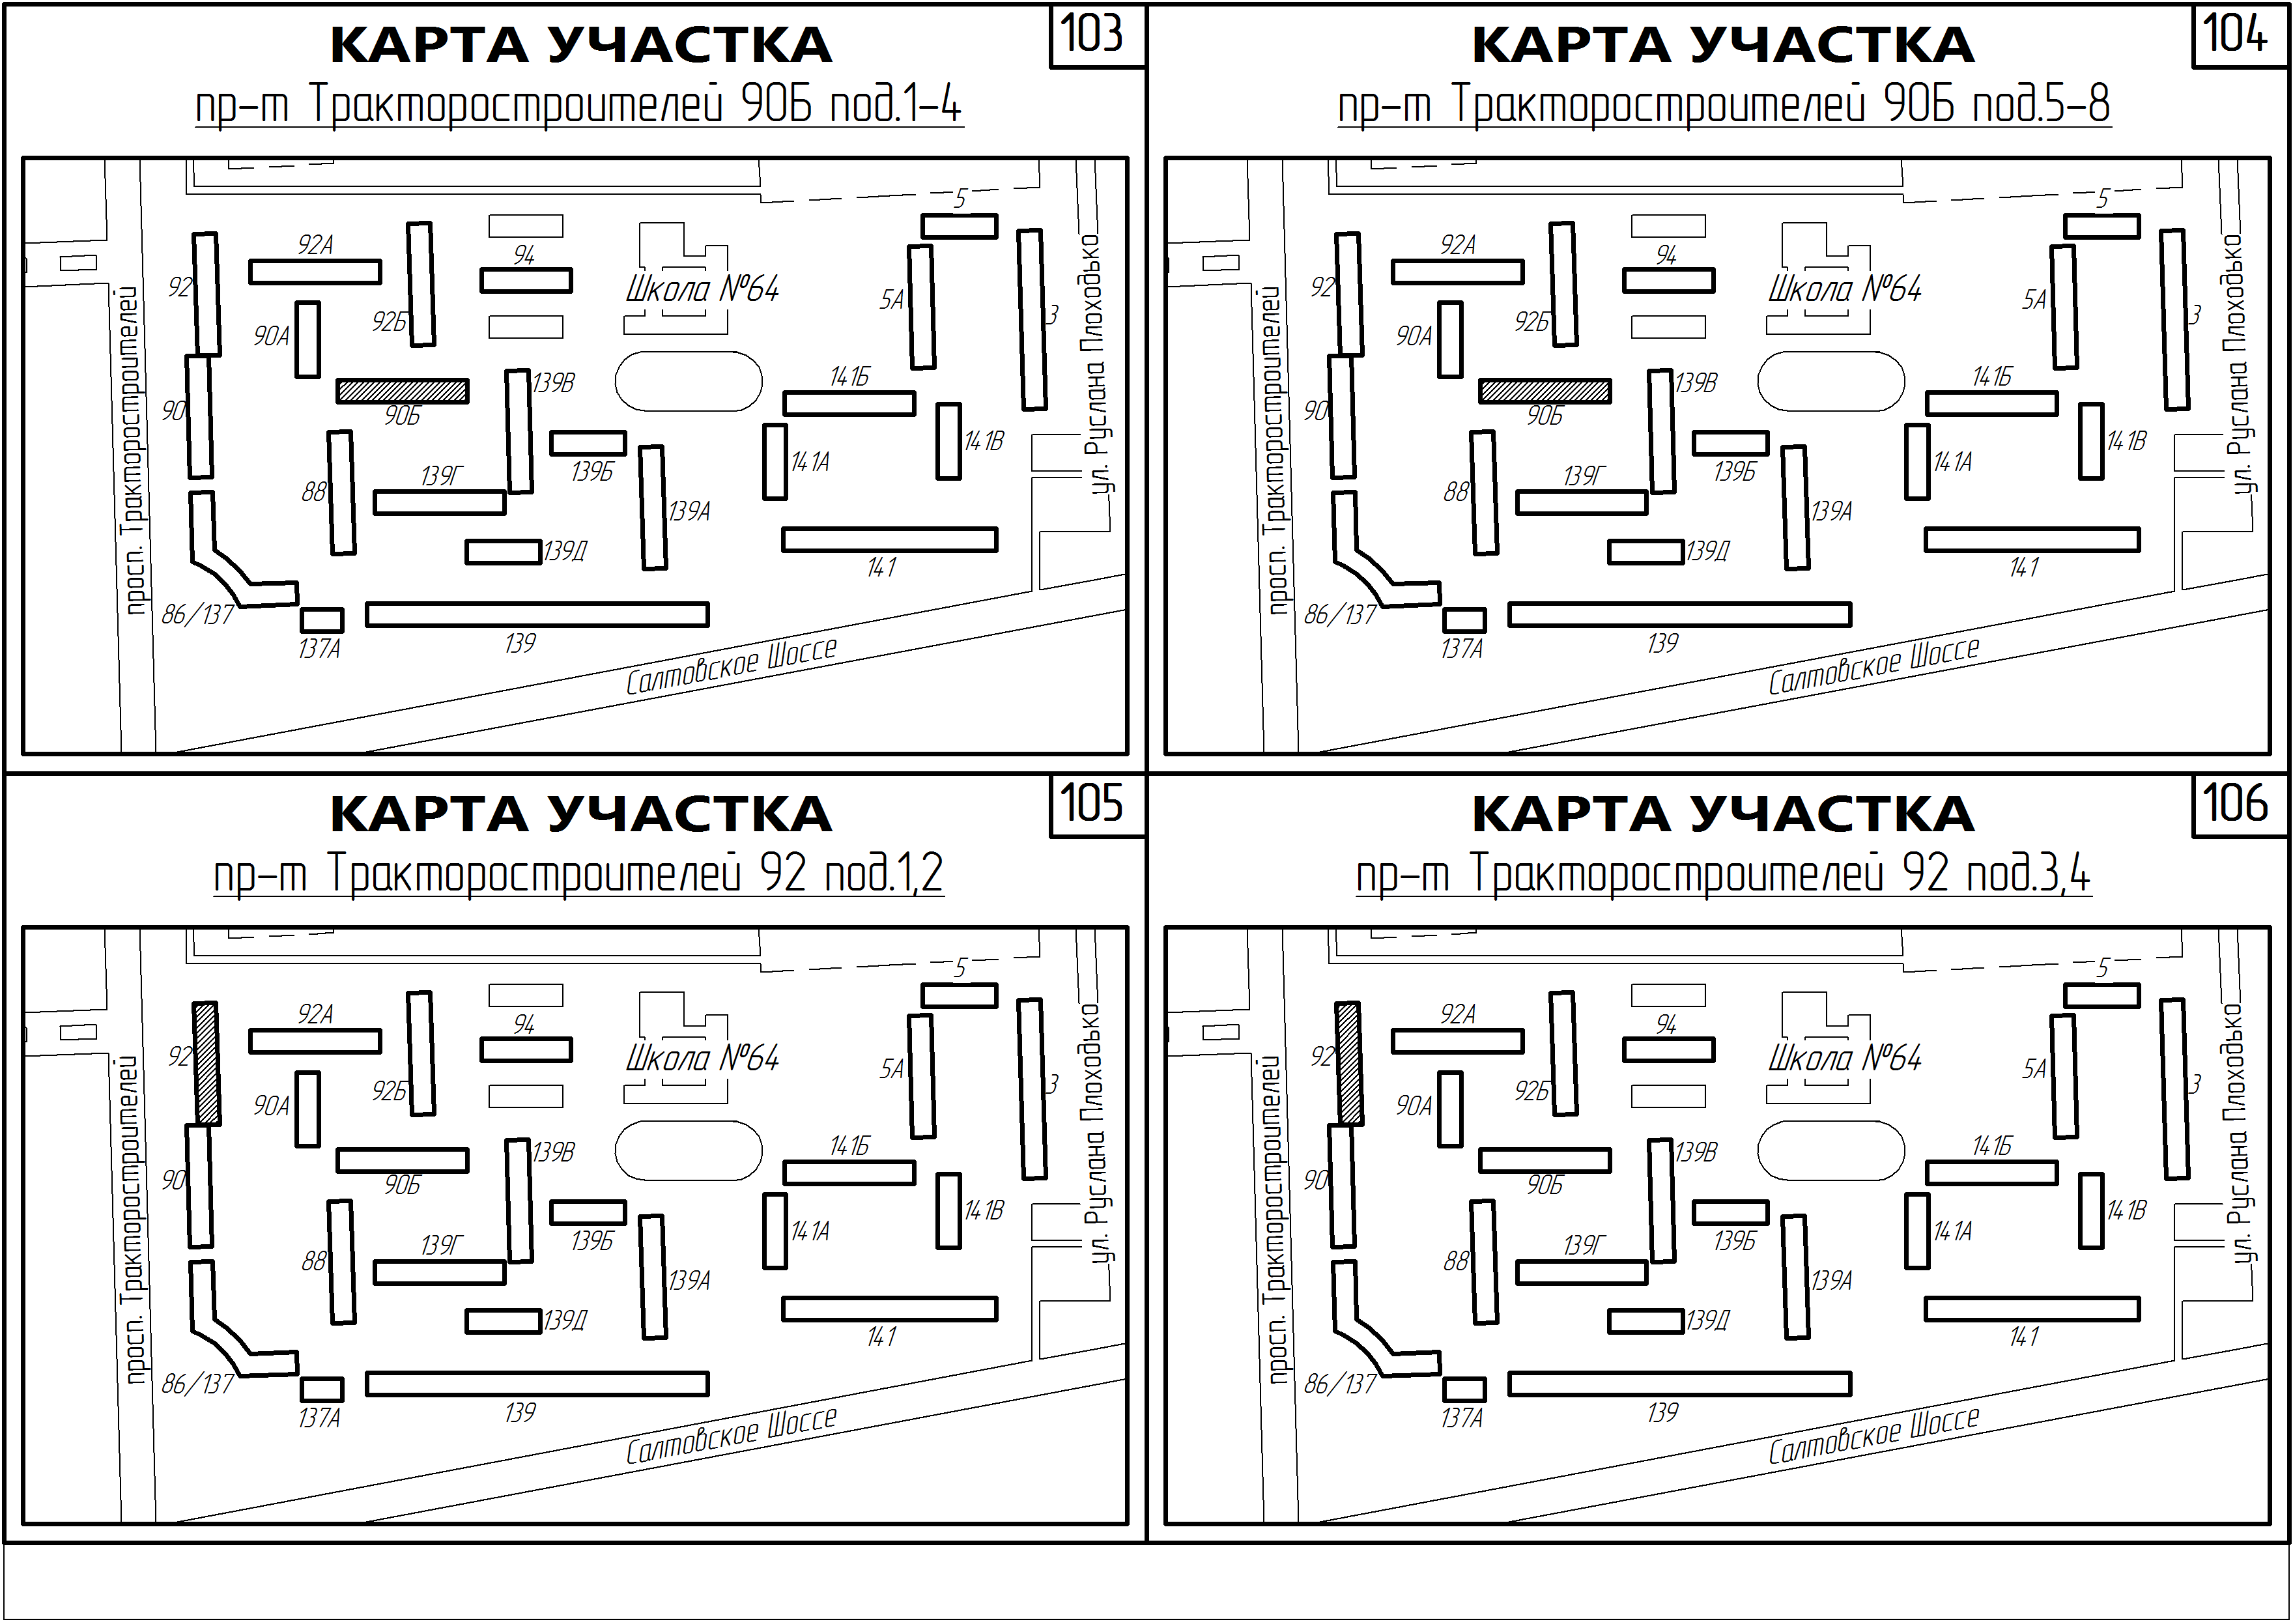 103
КАРТА УЧАСТКА
пр-т Тракторостроителей 90Б под.1-4
5
92А
94
92
Школа №64
5А
3
92Б
90А
139В
141Б
90
90Б
141В
139Б
141А
139Г
88
139А
139Д
141
86/137
139
137А
просп. Тракторостроителей
ул. Руслана Плоходько
Салтовское Шоссе
104
КАРТА УЧАСТКА
пр-т Тракторостроителей 90Б под.5-8
5
92А
94
92
Школа №64
5А
3
92Б
90А
139В
141Б
90
90Б
141В
139Б
141А
139Г
88
139А
139Д
141
86/137
139
137А
просп. Тракторостроителей
ул. Руслана Плоходько
Салтовское Шоссе
105
КАРТА УЧАСТКА
пр-т Тракторостроителей 92 под.1,2
5
92А
94
92
Школа №64
5А
3
92Б
90А
139В
141Б
90
90Б
141В
139Б
141А
139Г
88
139А
139Д
141
86/137
139
137А
просп. Тракторостроителей
ул. Руслана Плоходько
Салтовское Шоссе
106
КАРТА УЧАСТКА
пр-т Тракторостроителей 92 под.3,4
5
92А
94
92
Школа №64
5А
3
92Б
90А
139В
141Б
90
90Б
141В
139Б
141А
139Г
88
139А
139Д
141
86/137
139
137А
просп. Тракторостроителей
ул. Руслана Плоходько
Салтовское Шоссе